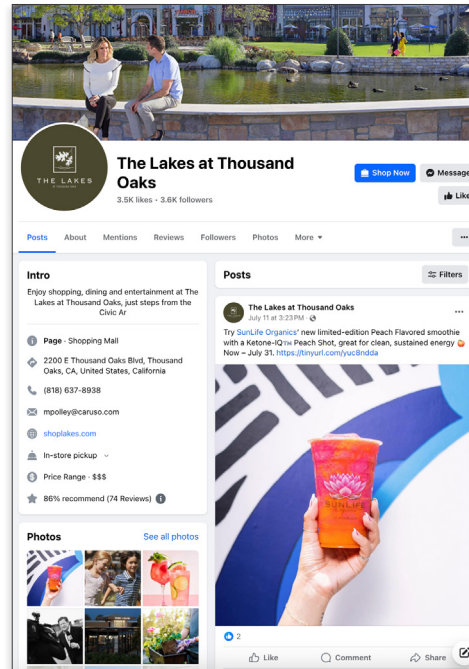 THE LAKES
AT THOUSAND OAKS
The Lakes at Thousand
Oaks
3.5K likes • 3.6K followers
Shop Now
Message
Like
Posts
About
Mentions
Reviews
Followers
Photos
More
Intro
Enjoy shopping, dining and entertainment at The
Lakes at Thousand Oaks, just steps from the
Civic Ar
Page · Shopping Mall
2200 E Thousand Oaks Blvd, Thousand
Oaks, CA, United States, California
(818) 637-8938
mpolley@caruso.com
shoplakes.com
In-store pickup
Price Range · $$$
86% recommend (74 Reviews)
Photos
See all photos
Posts
Filters
The Lakes at Thousand Oaks
July 11 at 3:23 PM
Try SunLife Organics' new limited-edition Peach Flavored smoothie
with a Ketone-IQ™ Peach Shot, great for clean, sustained energy
Now – July 31. https://tinyurl.com/yuc8ndda
SUNLIFE
2
Like
Comment
Share